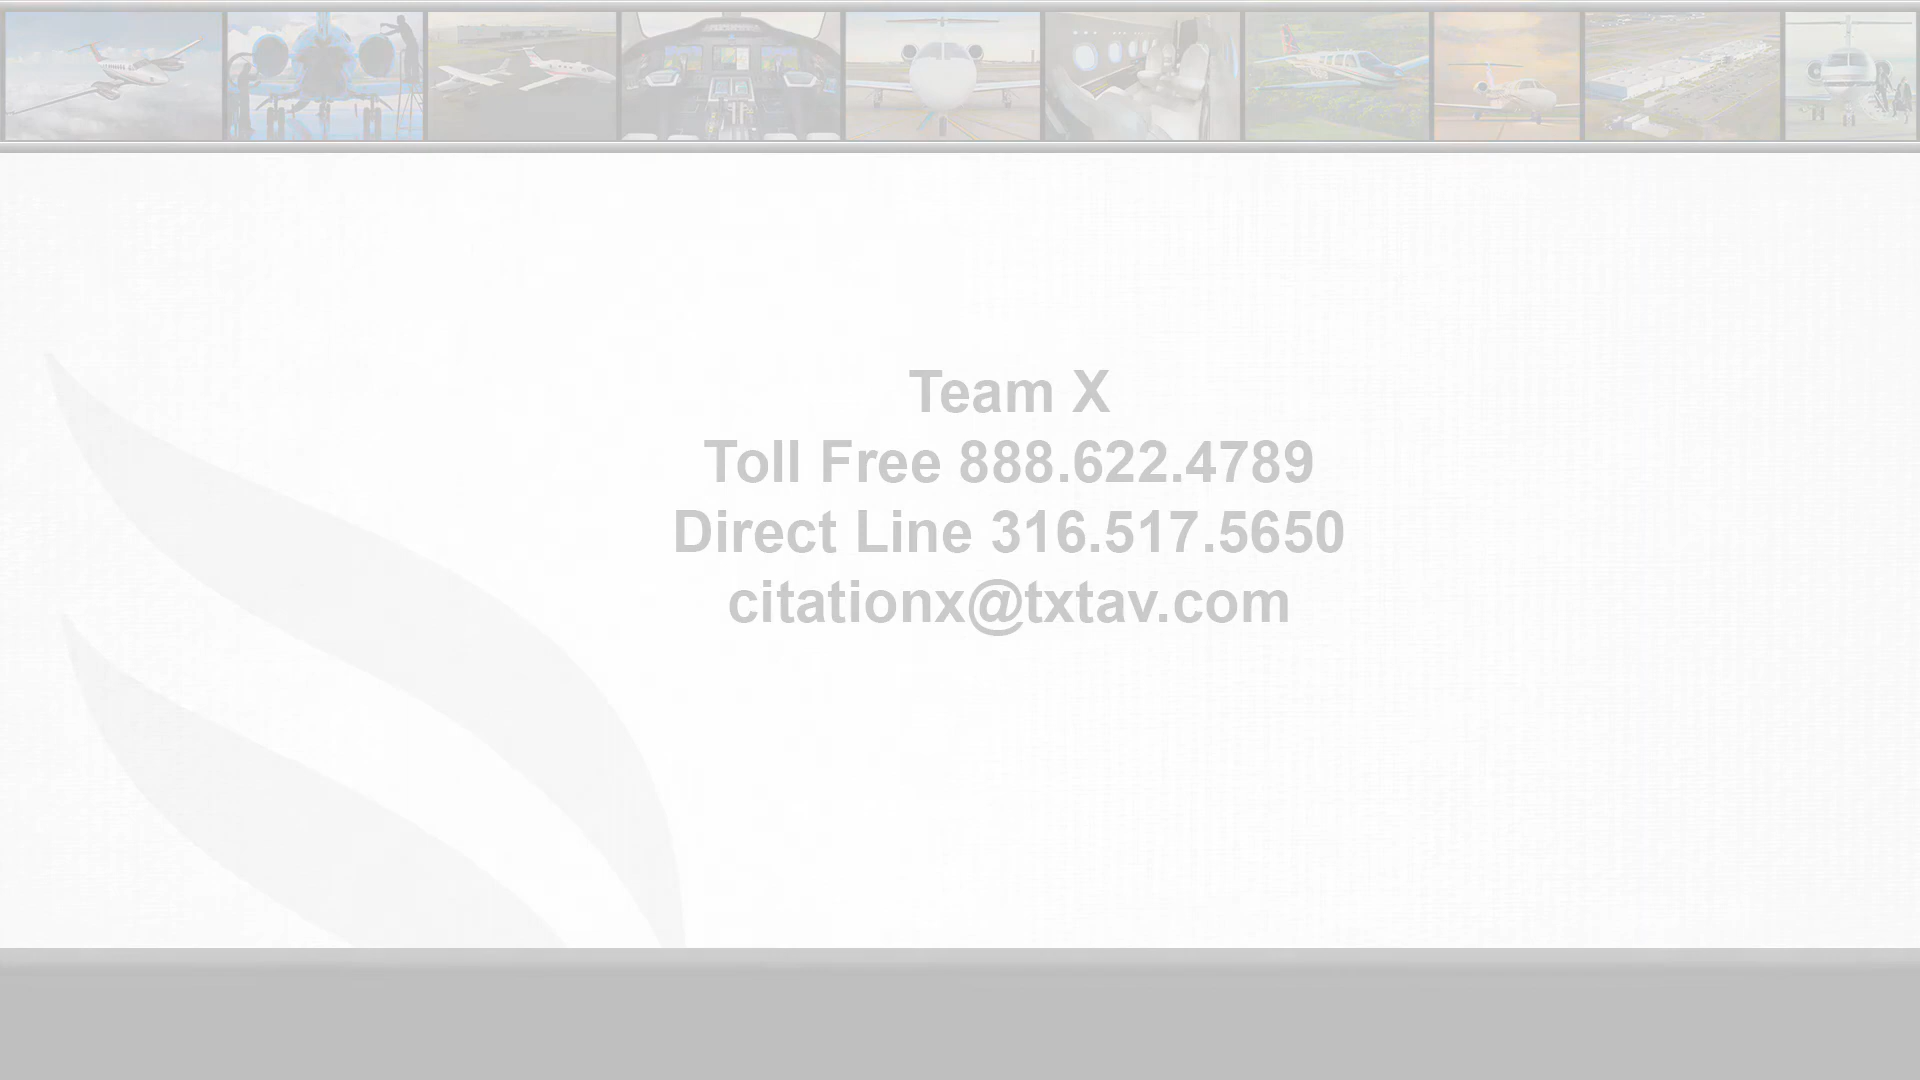 Team X
Toll Free 888.622.4789
Direct Line 316.517.5650
citationx@txtav.com